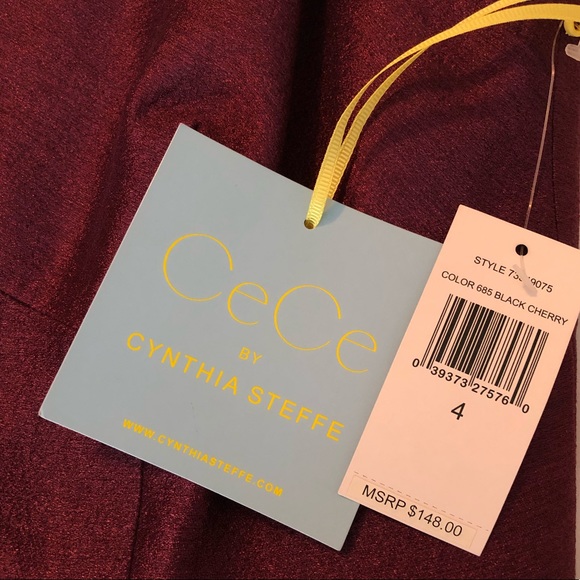 CeCe
BY
CYNTHIA STEFFE
WWW.CYNTHIASTEFFE.COM
STYLE
COLOR 685 BLACK CHERRY
0 39373 27576 0
4
MSRP $148.00